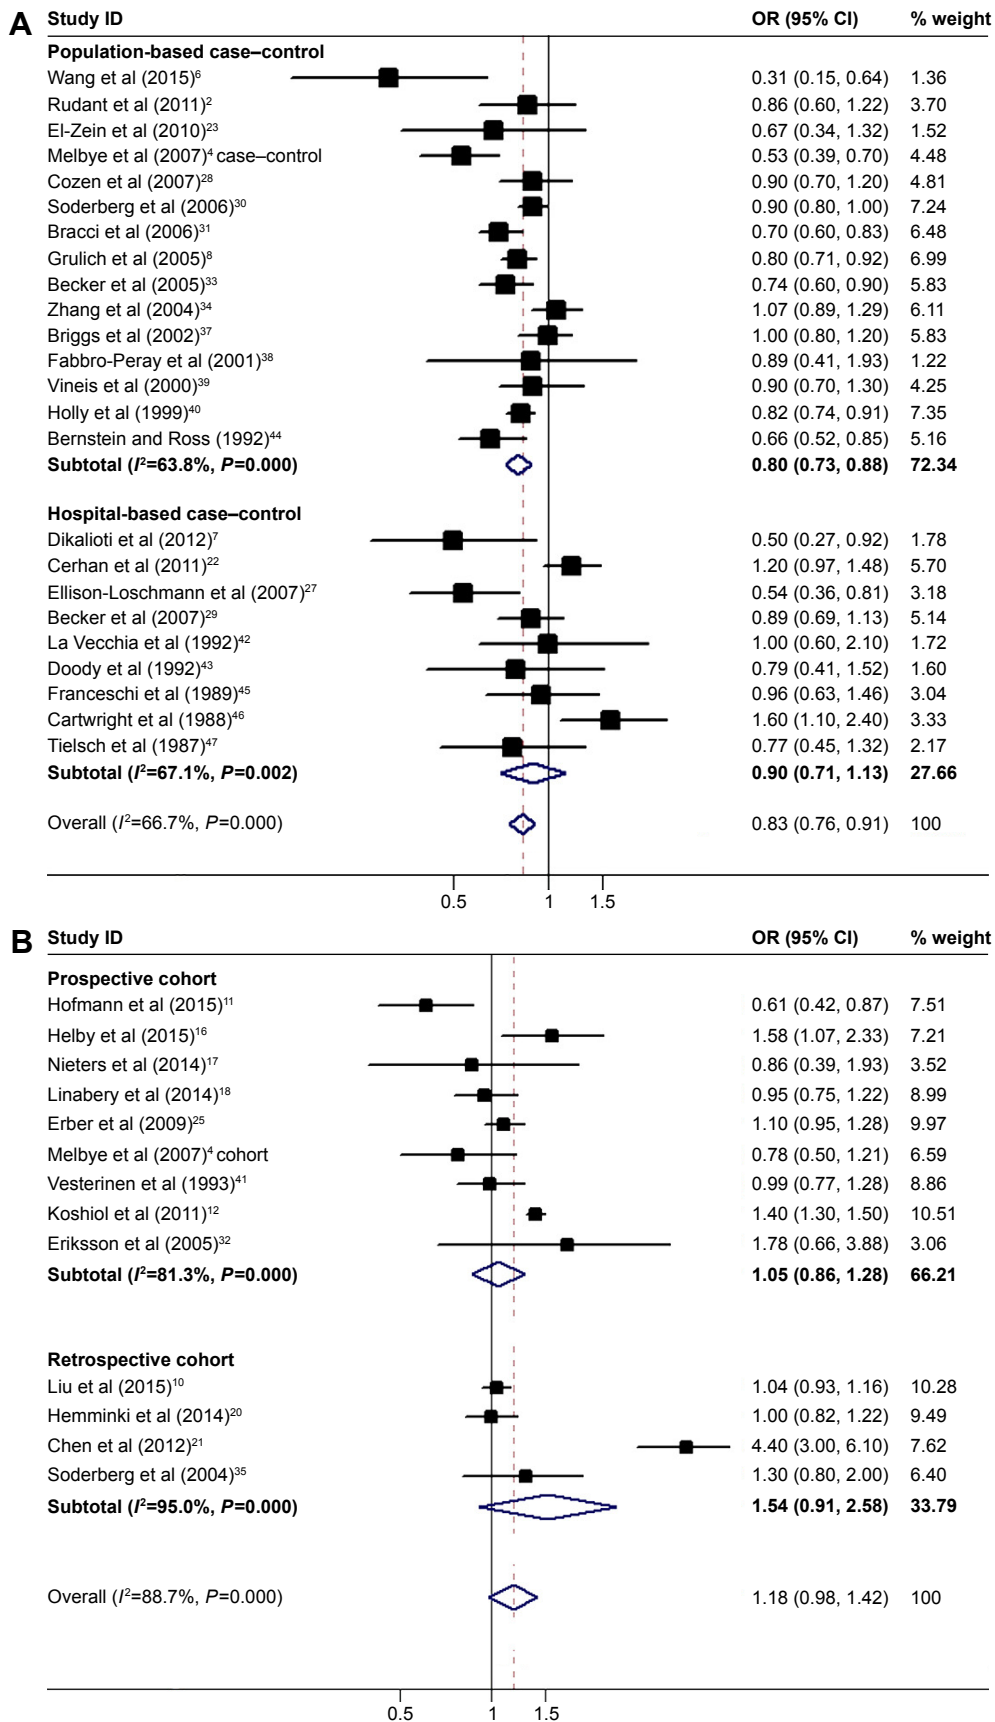 A Study ID OR (95% CI) % weight
Population-based case–control
Wang et al (2015)⁶ 0.31 (0.15, 0.64) 1.36
Rudant et al (2011)² 0.86 (0.60, 1.22) 3.70
El-Zein et al (2010)²³ 0.67 (0.34, 1.32) 1.52
Melbye et al (2007)⁴ case–control 0.53 (0.39, 0.70) 4.48
Cozen et al (2007)²⁸ 0.90 (0.70, 1.20) 4.81
Soderberg et al (2006)³⁰ 0.90 (0.80, 1.00) 7.24
Bracci et al (2006)³¹ 0.70 (0.60, 0.83) 6.48
Grulich et al (2005)⁸ 0.80 (0.71, 0.92) 6.99
Becker et al (2005)³³ 0.74 (0.60, 0.90) 5.83
Zhang et al (2004)³⁴ 1.07 (0.89, 1.29) 6.11
Briggs et al (2002)³⁷ 1.00 (0.80, 1.20) 5.83
Fabbro-Peray et al (2001)³⁸ 0.89 (0.41, 1.93) 1.22
Vineis et al (2000)³⁹ 0.90 (0.70, 1.30) 4.25
Holly et al (1999)⁴⁰ 0.82 (0.74, 0.91) 7.35
Bernstein and Ross (1992)⁴⁴ 0.66 (0.52, 0.85) 5.16
Subtotal (I²=63.8%, P=0.000) 0.80 (0.73, 0.88) 72.34
Hospital-based case–control
Dikalioti et al (2012)⁷ 0.50 (0.27, 0.92) 1.78
Cerhan et al (2011)²² 1.20 (0.97, 1.48) 5.70
Ellison-Loschmann et al (2007)²⁷ 0.54 (0.36, 0.81) 3.18
Becker et al (2007)²⁹ 0.89 (0.69, 1.13) 5.14
La Vecchia et al (1992)⁴² 1.00 (0.60, 2.10) 1.72
Doody et al (1992)⁴³ 0.79 (0.41, 1.52) 1.60
Franceschi et al (1989)⁴⁵ 0.96 (0.63, 1.46) 3.04
Cartwright et al (1988)⁴⁶ 1.60 (1.10, 2.40) 3.33
Tielsch et al (1987)⁴⁷ 0.77 (0.45, 1.32) 2.17
Subtotal (I²=67.1%, P=0.002) 0.90 (0.71, 1.13) 27.66
Overall (I²=66.7%, P=0.000) 0.83 (0.76, 0.91) 100
0.5 1 1.5
B Study ID OR (95% CI) % weight
Prospective cohort
Hofmann et al (2015)¹¹ 0.61 (0.42, 0.87) 7.51
Helby et al (2015)¹⁶ 1.58 (1.07, 2.33) 7.21
Nieters et al (2014)¹⁷ 0.86 (0.39, 1.93) 3.52
Linabery et al (2014)¹⁸ 0.95 (0.75, 1.22) 8.99
Erber et al (2009)²⁵ 1.10 (0.95, 1.28) 9.97
Melbye et al (2007)⁴ cohort 0.78 (0.50, 1.21) 6.59
Vesterinen et al (1993)⁴¹ 0.99 (0.77, 1.28) 8.86
Koshiol et al (2011)¹² 1.40 (1.30, 1.50) 10.51
Eriksson et al (2005)³² 1.78 (0.66, 3.88) 3.06
Subtotal (I²=81.3%, P=0.000) 1.05 (0.86, 1.28) 66.21
Retrospective cohort
Liu et al (2015)¹⁰ 1.04 (0.93, 1.16) 10.28
Hemminki et al (2014)²⁰ 1.00 (0.82, 1.22) 9.49
Chen et al (2012)²¹ 4.40 (3.00, 6.10) 7.62
Soderberg et al (2004)³⁵ 1.30 (0.80, 2.00) 6.40
Subtotal (I²=95.0%, P=0.000) 1.54 (0.91, 2.58) 33.79
Overall (I²=88.7%, P=0.000) 1.18 (0.98, 1.42) 100
0.5 1 1.5